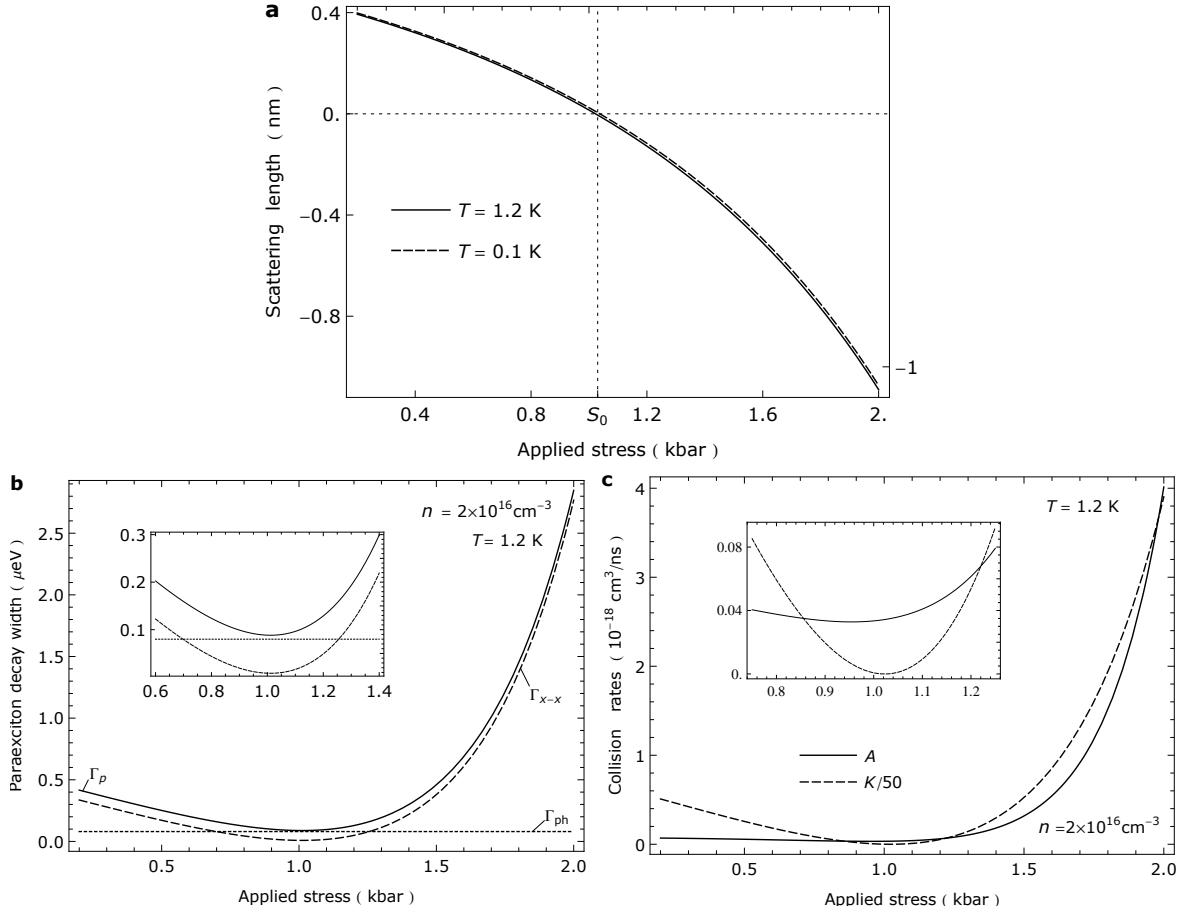 a
0.4
0.
−0.4
−0.8
−1
Scattering length ( nm )
T = 1.2 K
T = 0.1 K
0.4 0.8 S0 1.2 1.6 2.
Applied stress ( kbar )
b
n = 2×10^16 cm^−3
T = 1.2 K
2.5
2.0
1.5
1.0
0.5
0.0
Paraexciton decay width ( μeV )
0.3
0.2
0.1
0.6 0.8 1.0 1.2 1.4
Γx−x
Γp
Γph
0.5 1.0 1.5 2.0
Applied stress ( kbar )
c
T = 1.2 K
4
3
2
1
0
Collision rates ( 10^−18 cm^3/ns )
0.08
0.04
0.
0.8 0.9 1.0 1.1 1.2
A
K/50
n = 2×10^16 cm^−3
0.5 1.0 1.5 2.0
Applied stress ( kbar )